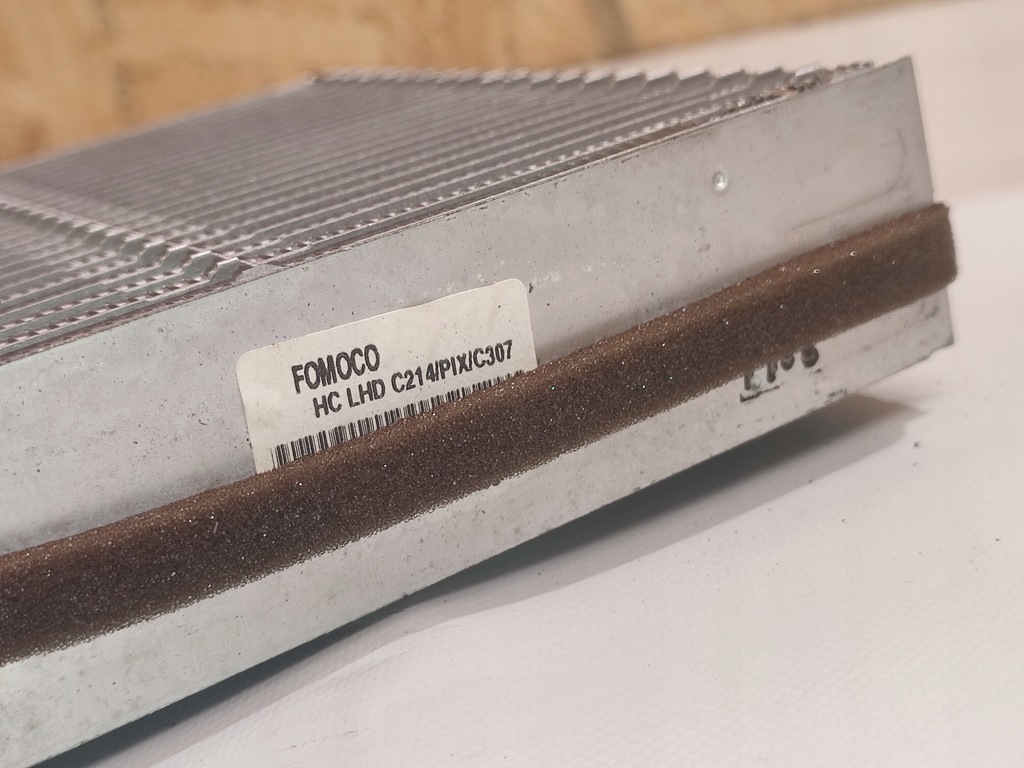 FOMOCO
HC LHD C214/PIX/C307